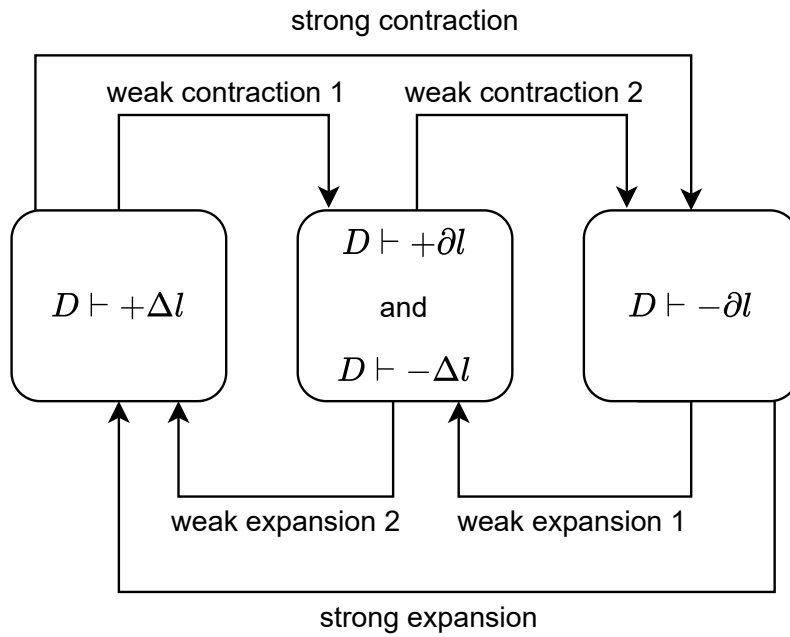 strong contraction
weak contraction 1
weak contraction 2
D ⊢ +Δl
D ⊢ +∂l
and
D ⊢ −Δl
D ⊢ −∂l
weak expansion 2
weak expansion 1
strong expansion